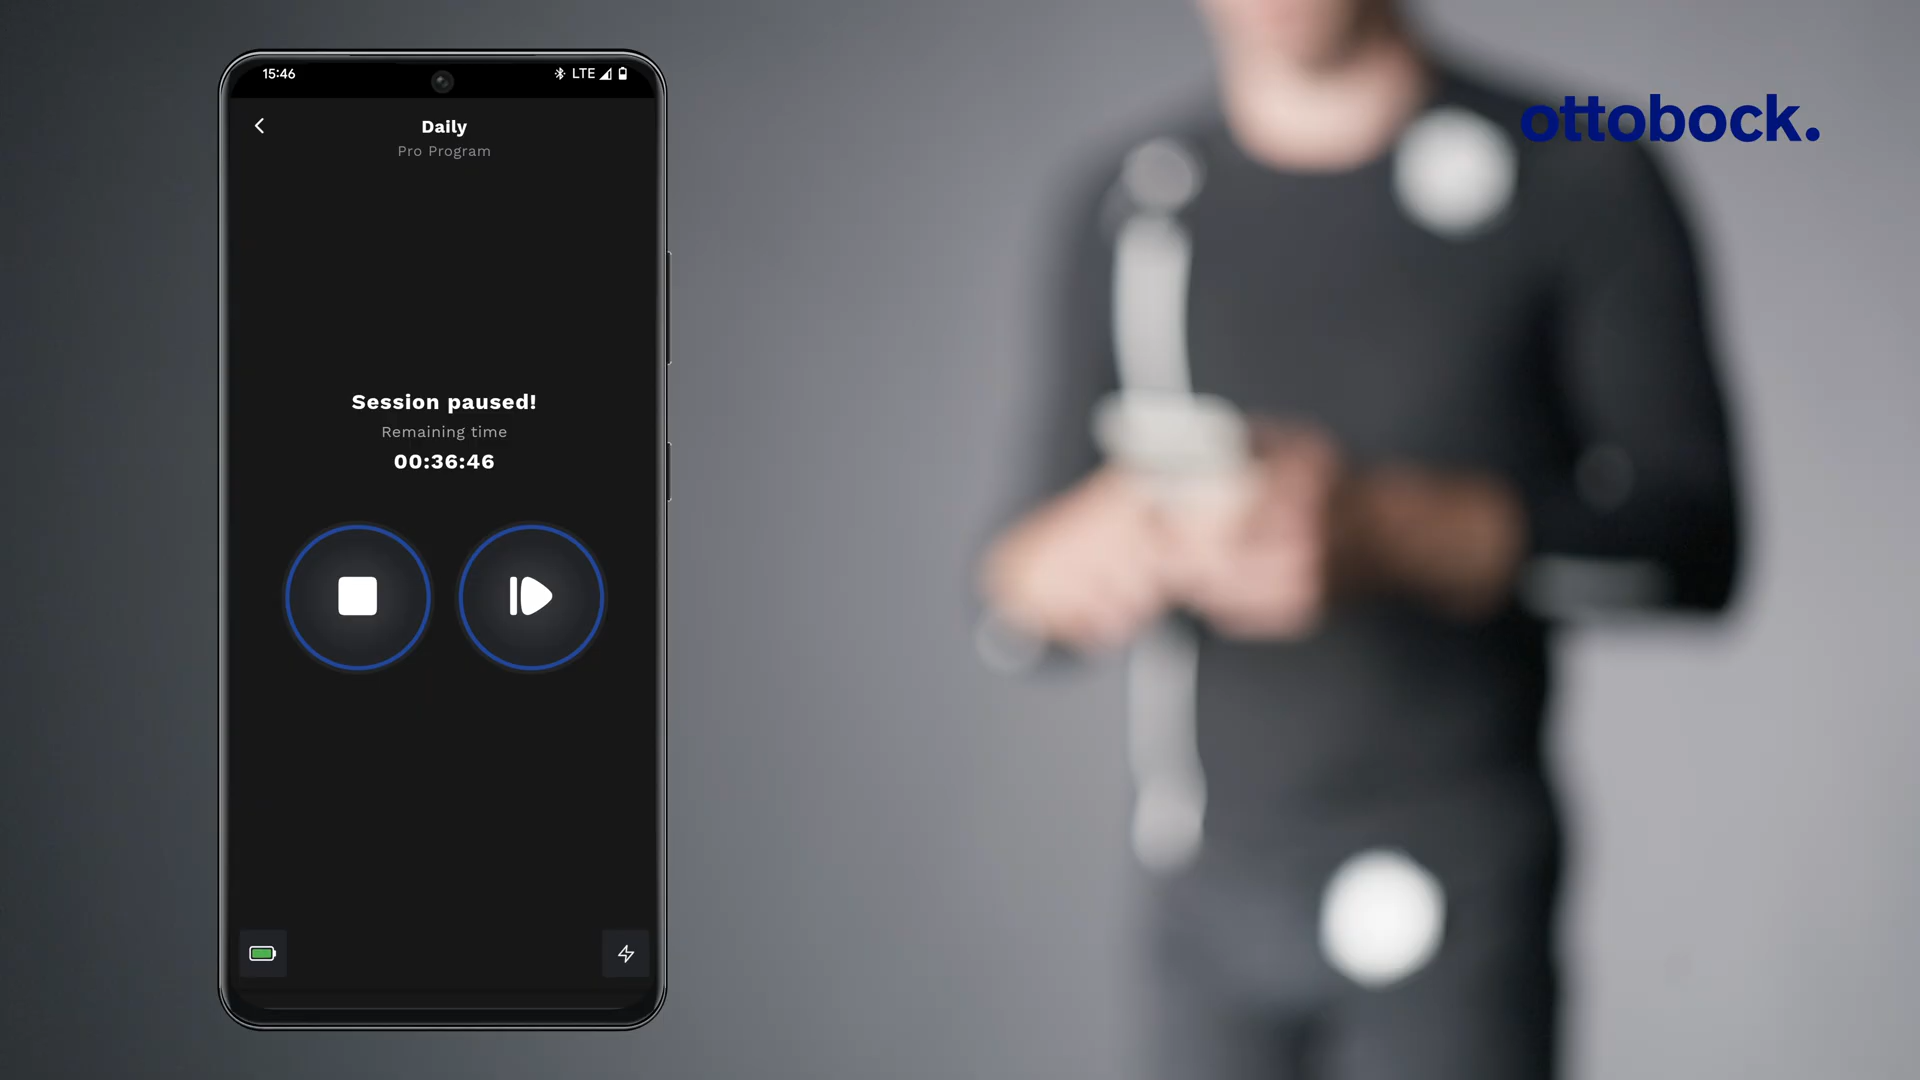 15:46
LTE
Daily
Pro Program
Session paused!
Remaining time
00:36:46
ottobock.